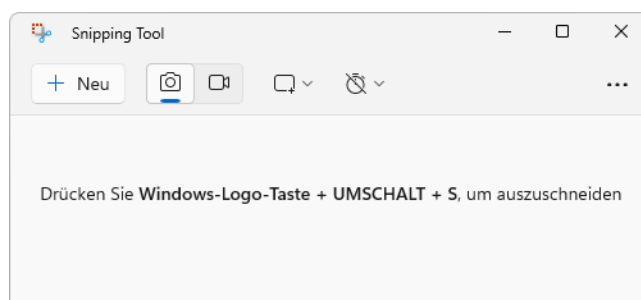 Snipping Tool
Neu
Drücken Sie Windows-Logo-Taste + UMSCHALT + S, um auszuschneiden